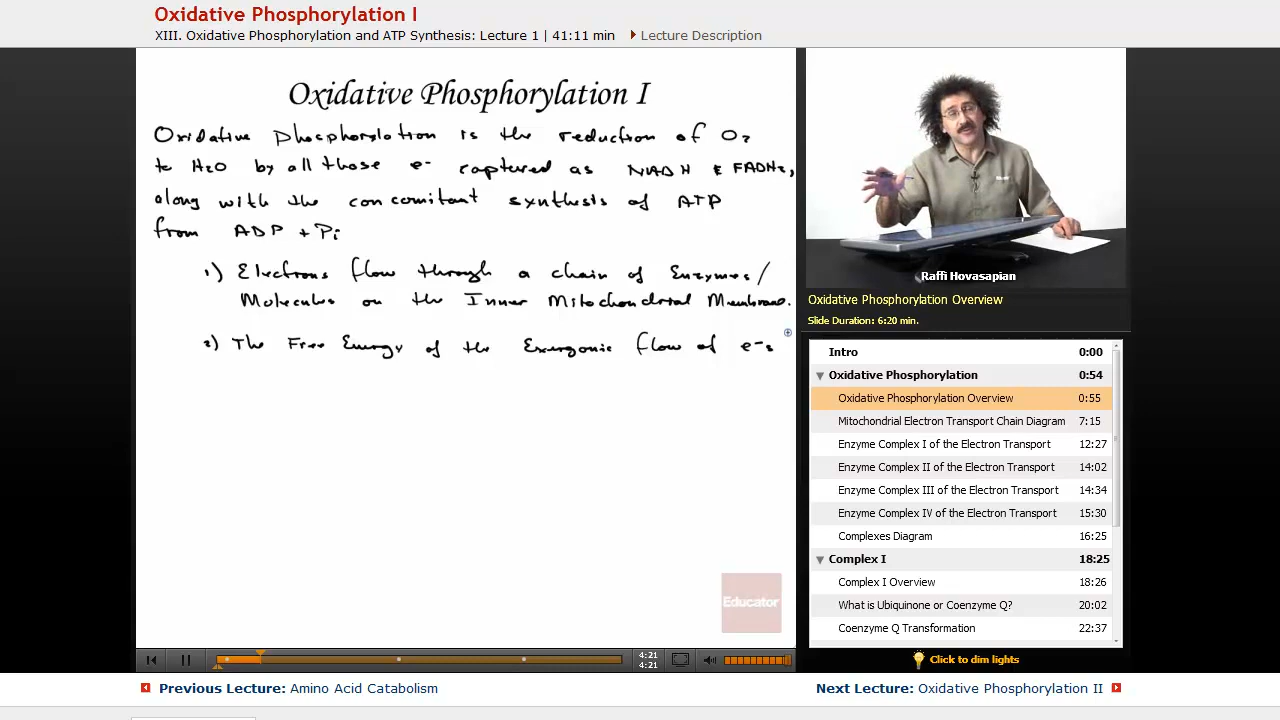 Oxidative Phosphorylation I
XIII. Oxidative Phosphorylation and ATP Synthesis: Lecture 1 | 41:11 min
Lecture Description
Oxidative Phosphorylation I
Oxidative phosphorylation is the reduction of O2
to H2O by all those e- captured as NADH & FADH2,
along with the concomitant synthesis of ATP
from ADP + Pi
1) Electrons flow through a chain of Enzymes/
Molecules on the Inner Mitochondrial Membrane.
2) The Free Energy of the Exergonic flow of e-s
Educator
Raffi Hovasapian
Oxidative Phosphorylation Overview
Slide Duration: 6:20 min.
Intro 0:00
Oxidative Phosphorylation 0:54
Oxidative Phosphorylation Overview 0:55
Mitochondrial Electron Transport Chain Diagram 7:15
Enzyme Complex I of the Electron Transport 12:27
Enzyme Complex II of the Electron Transport 14:02
Enzyme Complex III of the Electron Transport 14:34
Enzyme Complex IV of the Electron Transport 15:30
Complexes Diagram 16:25
Complex I 18:25
Complex I Overview 18:26
What is Ubiquinone or Coenzyme Q? 20:02
Coenzyme Q Transformation 22:37
4:21
4:21
Click to dim lights
Previous Lecture: Amino Acid Catabolism
Next Lecture: Oxidative Phosphorylation II